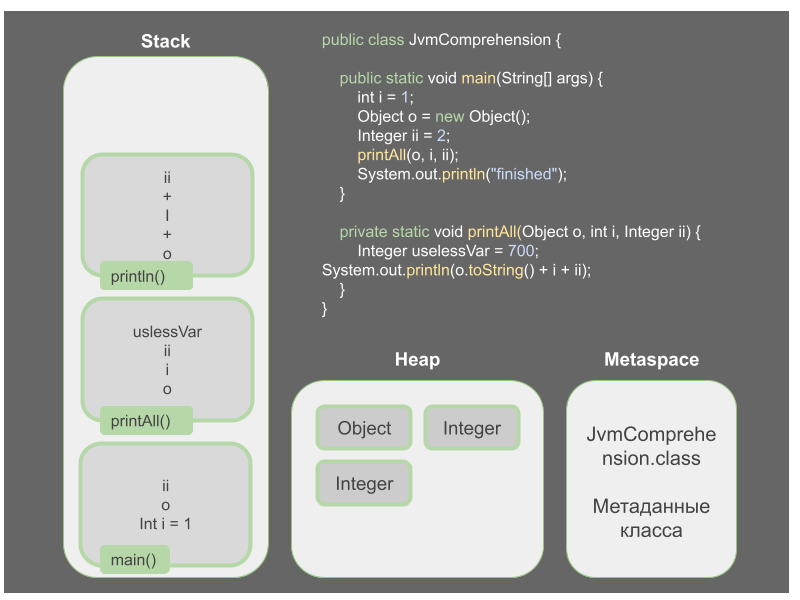 Stack
ii
+
I
+
o
println()
uslessVar
ii
i
o
printAll()
ii
o
Int i = 1
main()
public class JvmComprehension {
public static void main(String[] args) {
int i = 1;
Object o = new Object();
Integer ii = 2;
printAll(o, i, ii);
System.out.println("finished");
}
private static void printAll(Object o, int i, Integer ii) {
Integer uselessVar = 700;
System.out.println(o.toString() + i + ii);
}
}
Heap
Object
Integer
Integer
Metaspace
JvmComprehe
nsion.class
Метаданные
класса